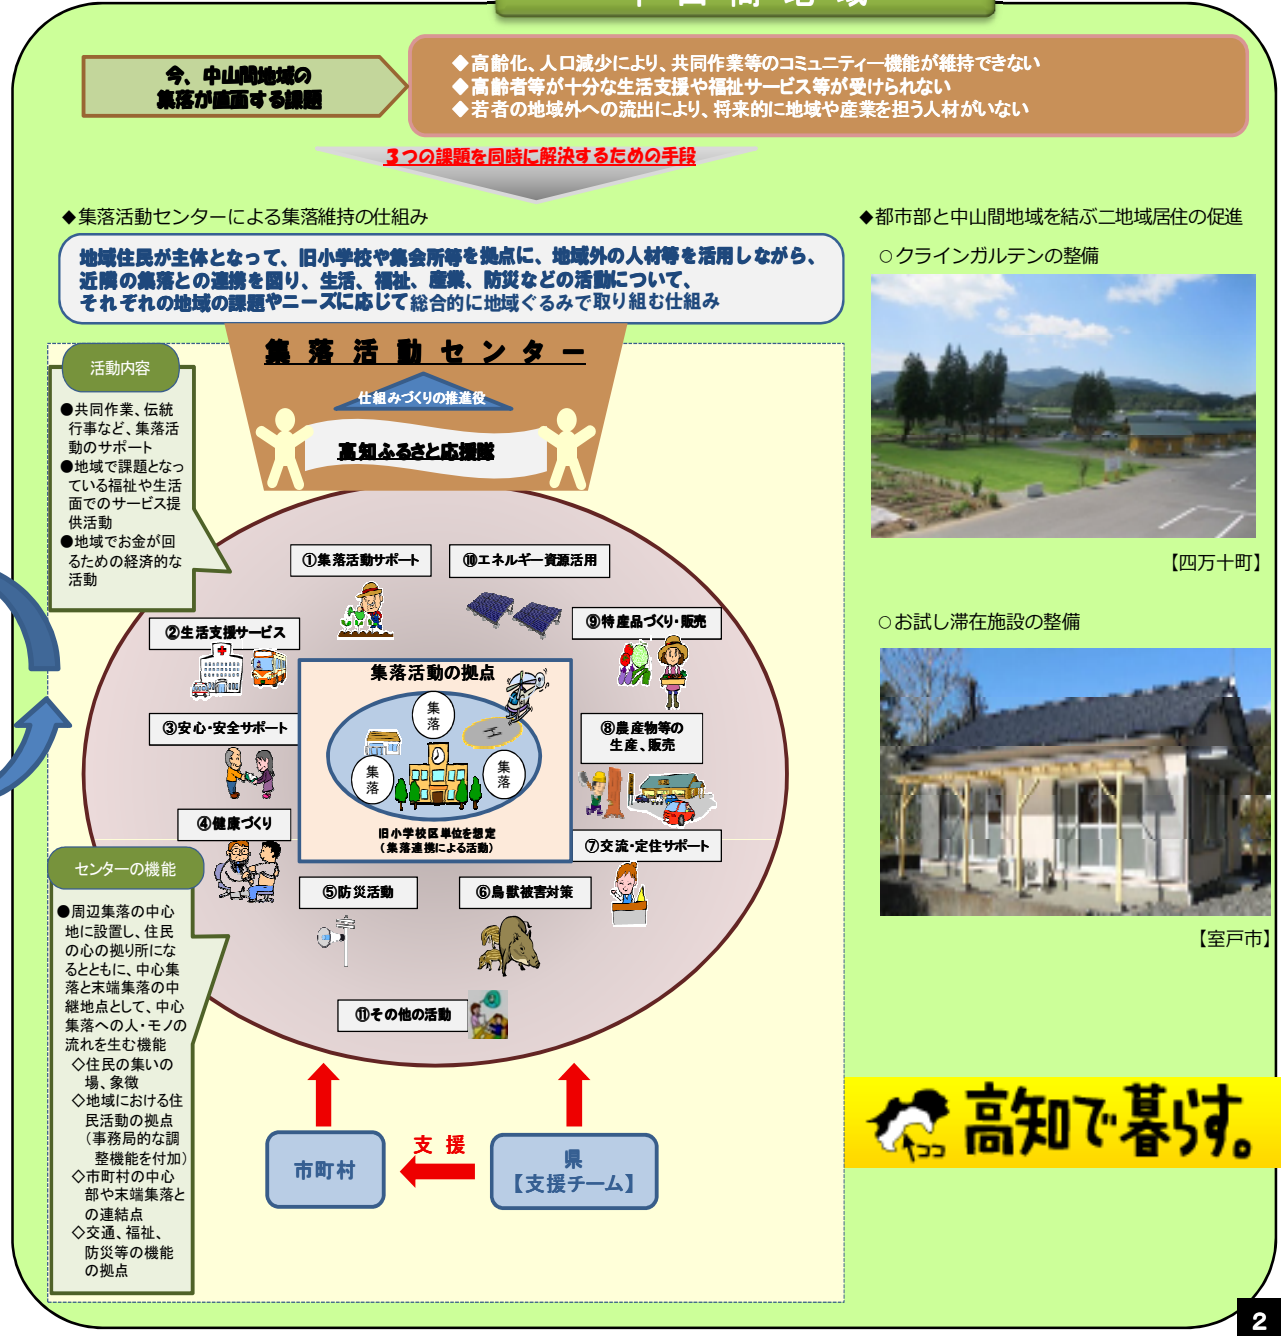 中山間地域
今、中山間地域の
集落が直面する課題
◆高齢化、人口減少により、共同作業等のコミュニティー機能が維持できない
◆高齢者等が十分な生活支援や福祉サービス等が受けられない
◆若者の地域外への流出により、将来的に地域や産業を担う人材がいない
3つの課題を同時に解決するための手段
◆集落活動センターによる集落維持の仕組み
地域住民が主体となって、旧小学校や集会所等を拠点に、地域外の人材等を活用しながら、
近隣の集落との連携を図り、生活、福祉、産業、防災などの活動について、
それぞれの地域の課題やニーズに応じて総合的に地域ぐるみで取り組む仕組み
集落活動センター
仕組みづくりの推進役
高知ふるさと応援隊
活動内容
●共同作業、伝統
行事など、集落活
動のサポート
●地域で課題となっ
ている福祉や生活
面でのサービス提
供活動
●地域でお金が回
るための経済的な
活動
①集落活動サポート
⑩エネルギー資源活用
②生活支援サービス
⑨特産品づくり・販売
③安心・安全サポート
⑧農産物等の
生産、販売
④健康づくり
⑦交流・定住サポート
⑤防災活動
⑥鳥獣被害対策
⑪その他の活動
集落活動の拠点
集落
集落
集落
H
旧小学校区単位を想定
(集落連携による活動)
センターの機能
●周辺集落の中心
地に設置し、住民
の心の拠り所にな
るとともに、中心集
落と末端集落の中
継地点として、中心
集落への人・モノの
流れを生む機能
◇住民の集いの
場、象徴
◇地域における住
民活動の拠点
(事務局的な調
整機能を付加)
◇市町村の中心
部や末端集落と
の連結点
◇交通、福祉、
防災等の機能
の拠点
市町村
支援
県
【支援チーム】
◆都市部と中山間地域を結ぶ二地域居住の促進
○クラインガルテンの整備
【四万十町】
○お試し滞在施設の整備
【室戸市】
ココ
高知で暮らす。
2